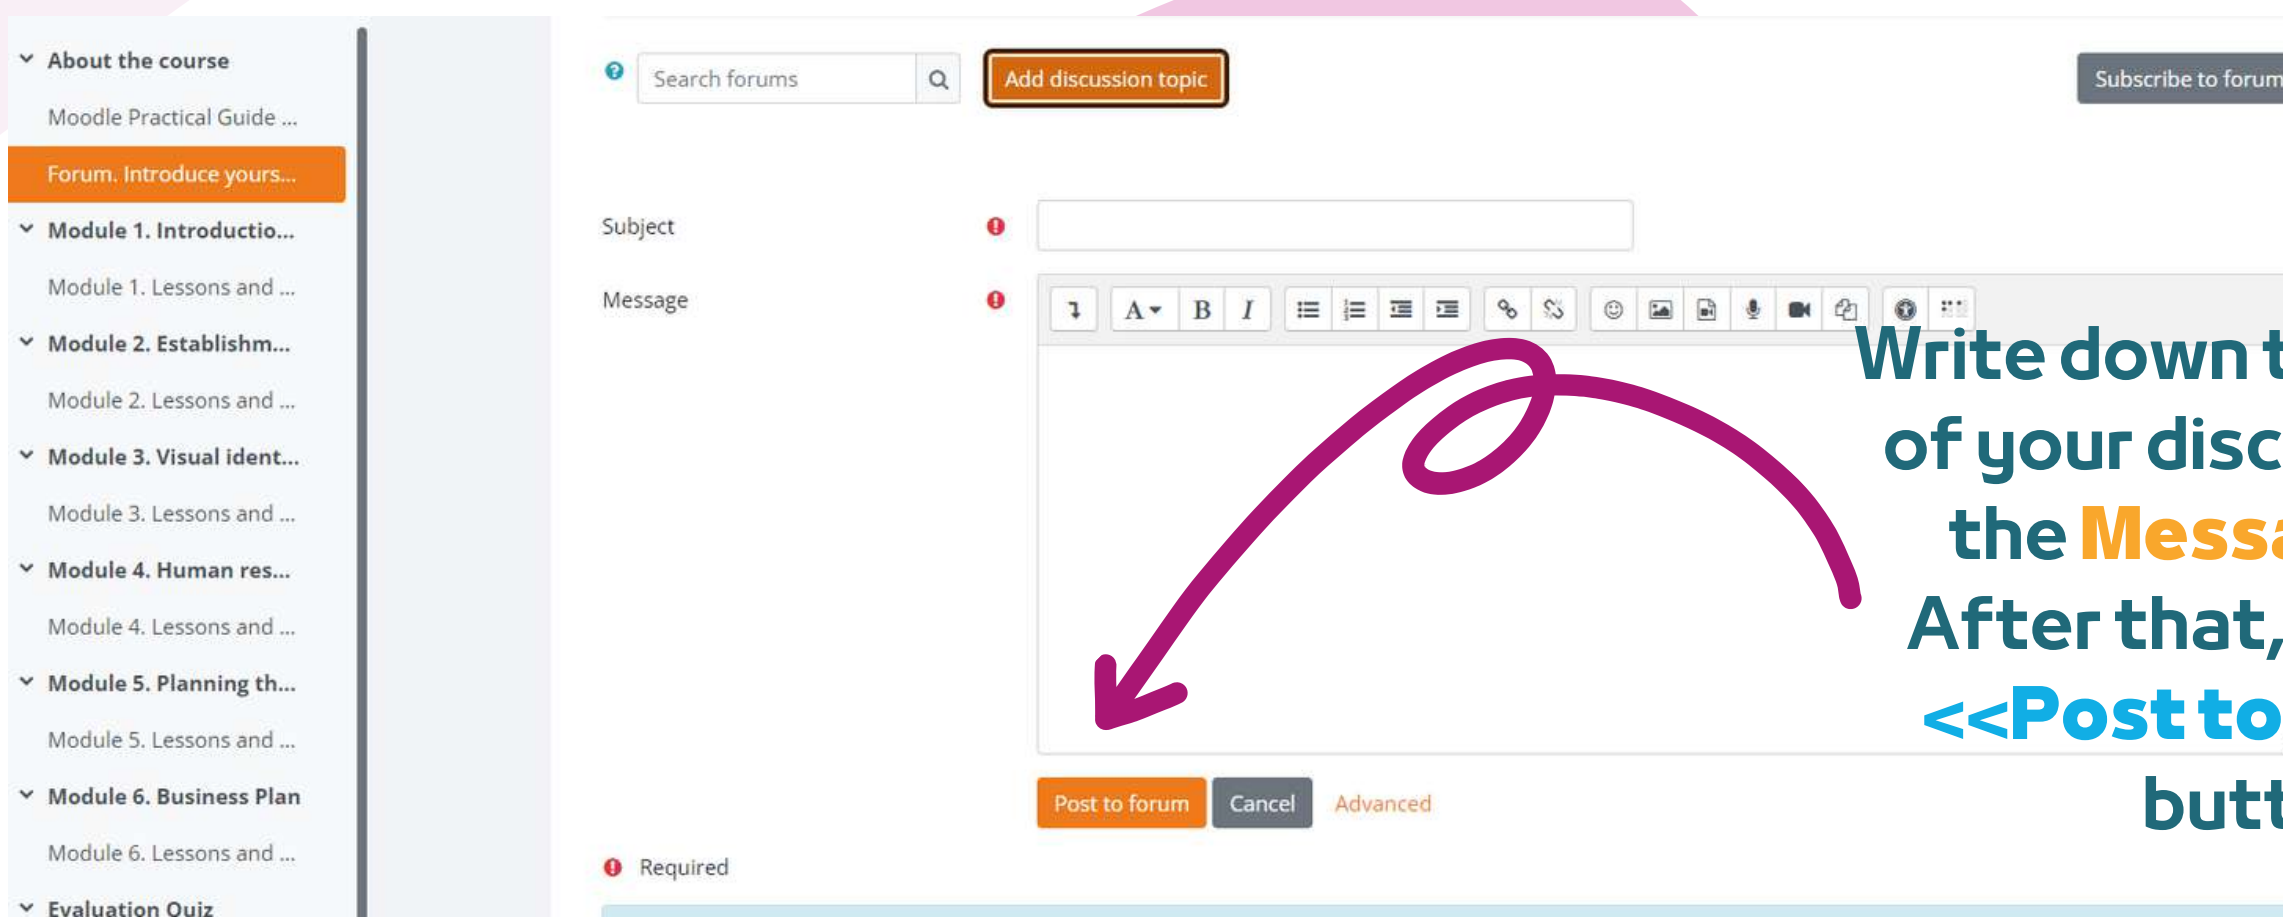 About the course
Moodle Practical Guide ...
Forum. Introduce yours...
Module 1. Introductio...
Module 1. Lessons and ...
Module 2. Establishm...
Module 2. Lessons and ...
Module 3. Visual ident...
Module 3. Lessons and ...
Module 4. Human res...
Module 4. Lessons and ...
Module 5. Planning th...
Module 5. Lessons and ...
Module 6. Business Plan
Module 6. Lessons and ...
Evaluation Quiz
Search forums
Add discussion topic
Subscribe to forum
Subject
Message
A B I
Write down t
of your disc
the Messa
After that,
<<Post to
butt
Post to forum Cancel Advanced
Required